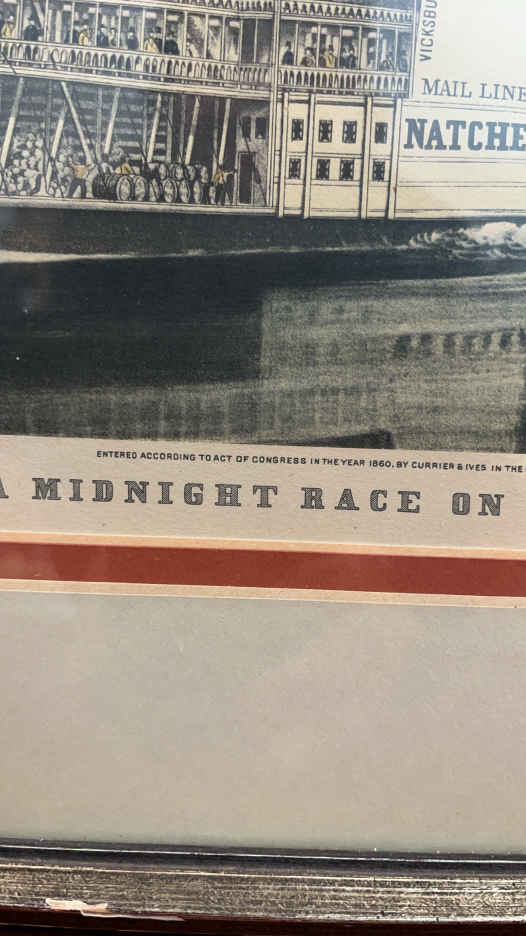 VICKSBU
MAIL LINE
NATCHE
ENTERED ACCORDING TO ACT OF CONGRESS IN THE YEAR 1860, BY CURRIER & IVES IN THE
A MIDNIGHT RACE ON